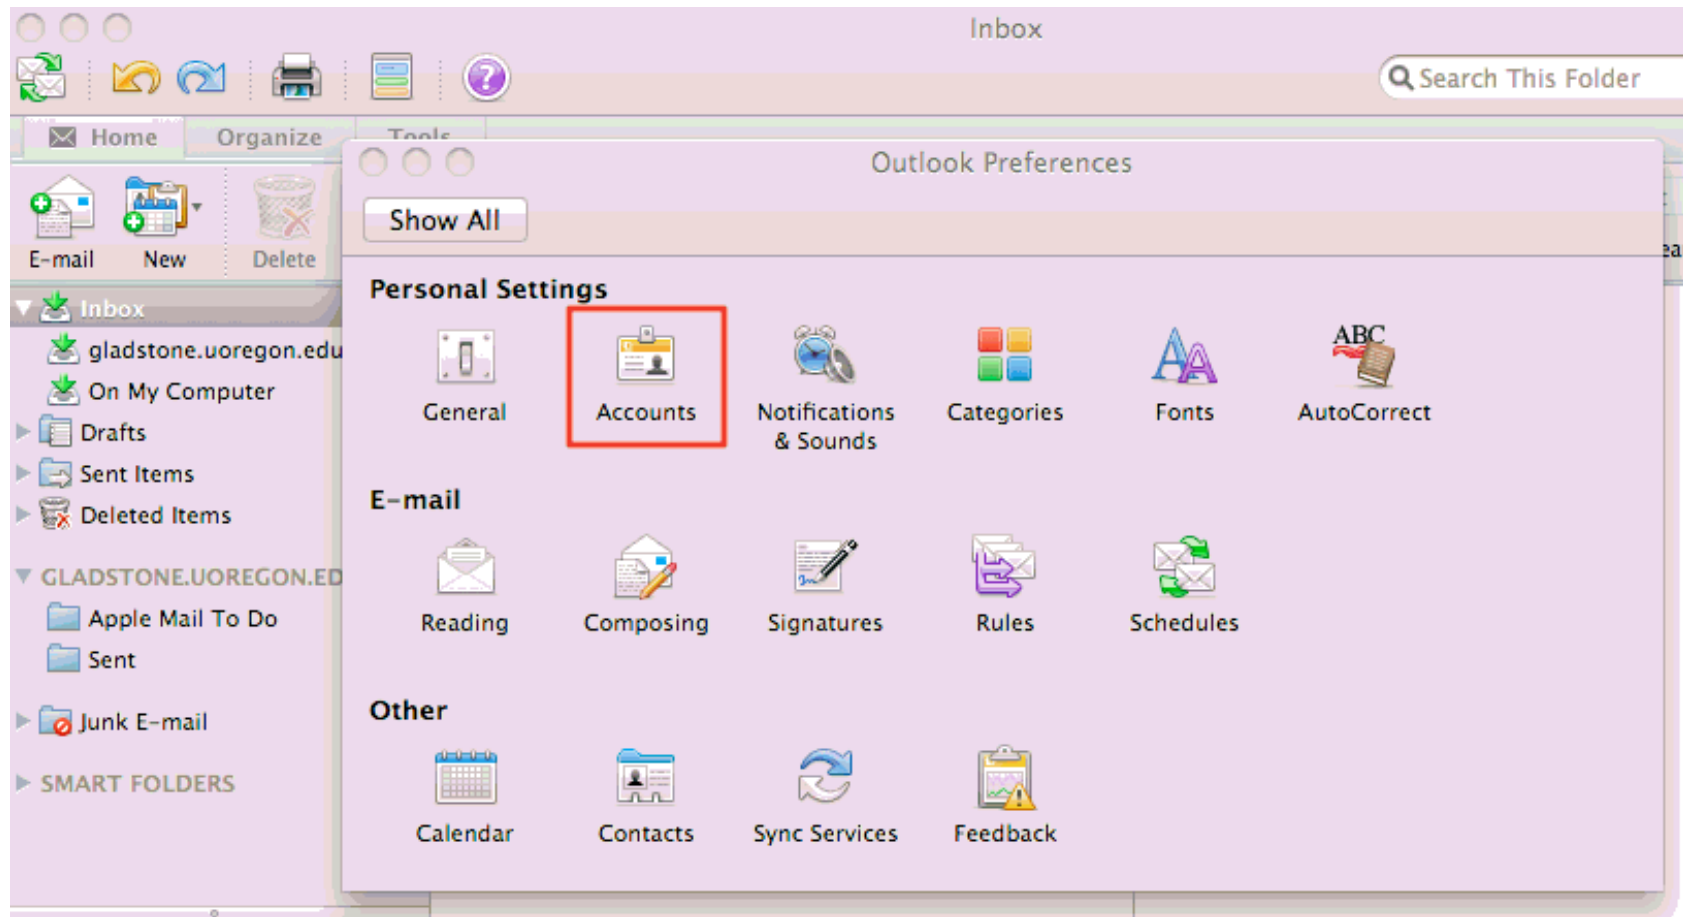 Inbox
Search This Folder
Home Organize Tools
Outlook Preferences
Show All
E-mail New Delete
Personal Settings
Inbox
gladstone.uoregon.edu
On My Computer
Drafts
Sent Items
Deleted Items
GLADSTONE.UOREGON.ED
Apple Mail To Do
Sent
Junk E-mail
SMART FOLDERS
General Accounts Notifications & Sounds Categories Fonts AutoCorrect
ABC
E-mail
Reading Composing Signatures Rules Schedules
Other
Calendar Contacts Sync Services Feedback